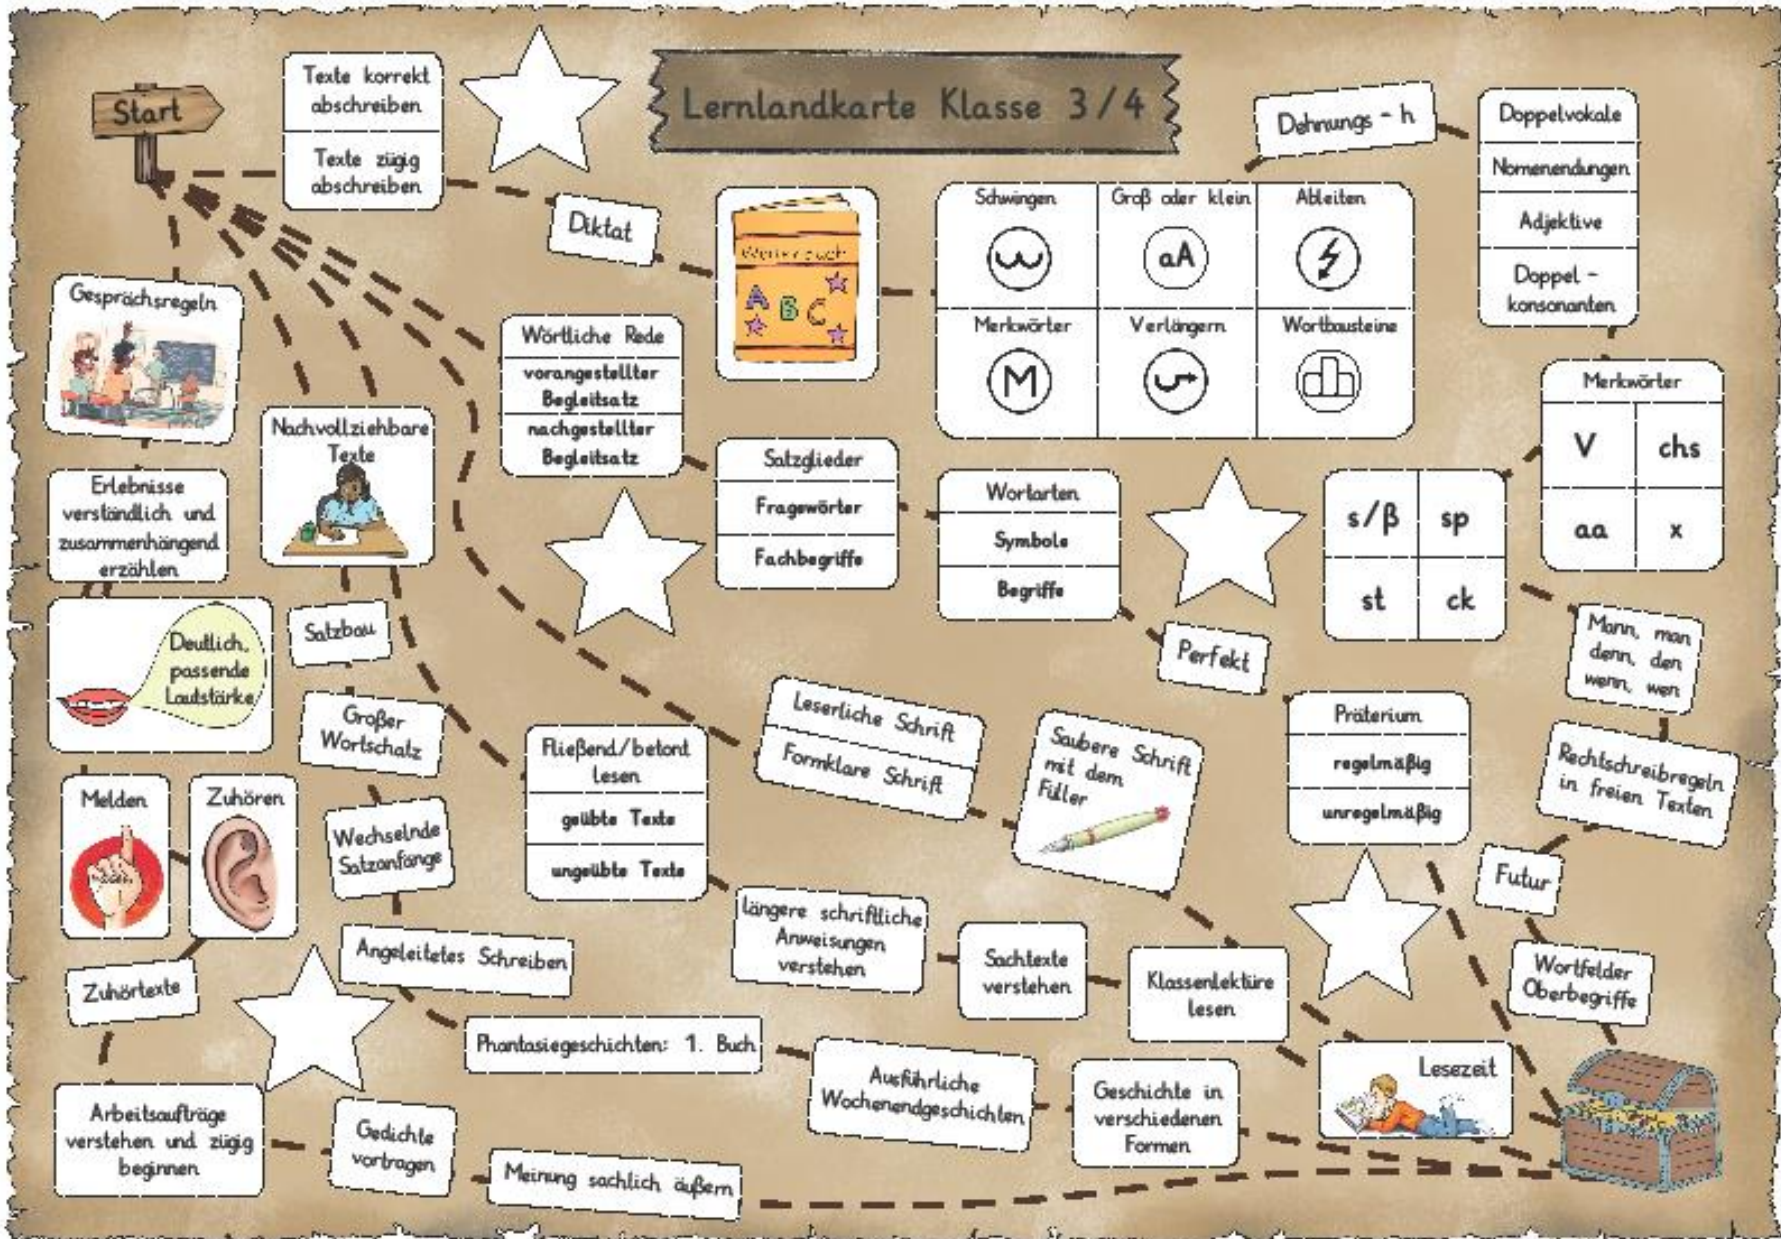 Start
Texte korrekt
abschreiben
Texte zügig
abschreiben
Lernlandkarte Klasse 3/4
Diktat
Wörterbuch
A B C
Schwingen
Groß oder klein
aA
Ableiten
Merkwörter
M
Verlängern
Wortbausteine
Dehnungs - h
Doppelvokale
Nomenendungen
Adjektive
Doppel -
konsonanten
Merkwörter
V
chs
aa
x
s/β
sp
st
ck
Mann, man
denn, den
wenn, wen
Rechtschreibregeln
in freien Texten
Futur
Wortfelder
Oberbegriffe
Wörtliche Rede
vorangestellter
Begleitsatz
nachgestellter
Begleitsatz
Satzglieder
Fragewörter
Fachbegriffe
Wortarten
Symbole
Begriffe
Perfekt
Präterium
regelmäßig
unregelmäßig
Leserliche Schrift
Formklare Schrift
Saubere Schrift
mit dem
Füller
Nachvollziehbare
Texte
Fließend/betont
lesen
geübte Texte
ungeübte Texte
längere schriftliche
Anweisungen
verstehen
Sachtexte
verstehen
Klassenlektüre
lesen
Lesezeit
Satzbau
Großer
Wortschatz
Wechselnde
Satzanfänge
Angeleitetes Schreiben
Phantasiegeschichten: 1. Buch
Ausführliche
Wochenendgeschichten
Geschichte in
verschiedenen
Formen
Gesprächsregeln
Erlebnisse
verständlich und
zusammenhängend
erzählen
Deutlich,
passende
Lautstärke
Melden
Zuhören
Zuhörtexte
Arbeitsaufträge
verstehen und zügig
beginnen
Gedichte
vortragen
Meinung sachlich äußern